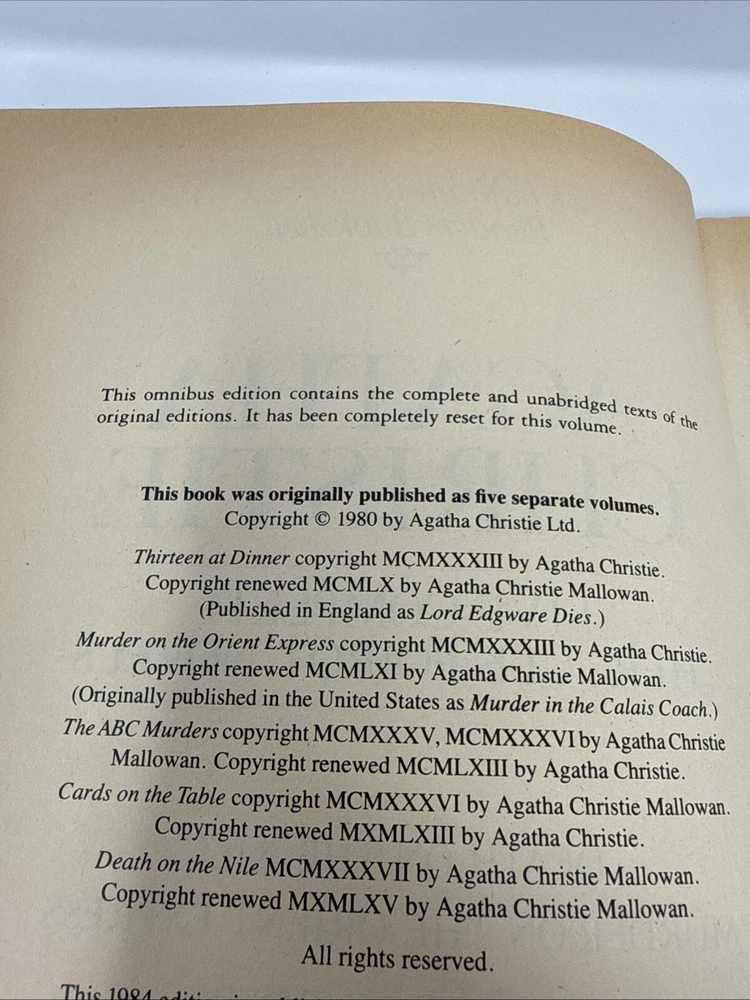 This omnibus edition contains the complete and unabridged texts of the
original editions. It has been completely reset for this volume.
This book was originally published as five separate volumes.
Copyright © 1980 by Agatha Christie Ltd.
Thirteen at Dinner copyright MCMXXXIII by Agatha Christie.
Copyright renewed MCMLX by Agatha Christie Mallowan.
(Published in England as Lord Edgware Dies.)
Murder on the Orient Express copyright MCMXXXIII by Agatha Christie.
Copyright renewed MCMLXI by Agatha Christie Mallowan.
(Originally published in the United States as Murder in the Calais Coach.)
The ABC Murders copyright MCMXXXV, MCMXXXVI by Agatha Christie
Mallowan. Copyright renewed MCMLXIII by Agatha Christie.
Cards on the Table copyright MCMXXXVI by Agatha Christie Mallowan.
Copyright renewed MXMLXIII by Agatha Christie.
Death on the Nile MCMXXXVII by Agatha Christie Mallowan.
Copyright renewed MXMLXV by Agatha Christie Mallowan.
All rights reserved.
This 1984